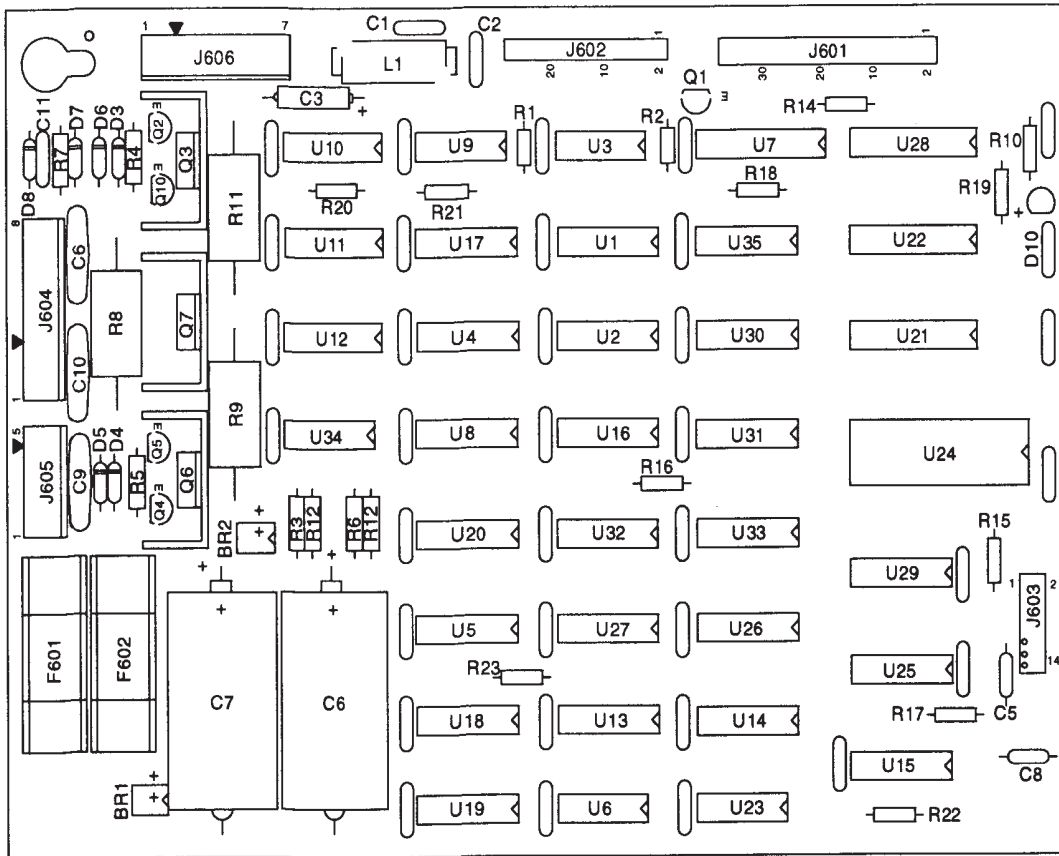 1 7
J606
C1
C2
L1
J602
1
20 10 2
J601
1
30 20 10 2
C3
+
Q1
E
R14
C11
D7
D6
D3
E
Q2
R7
R4
Q3
E
Q10
D8
R11
U10
U9
R1
U3
R2
U7
U28
R10
R20
R21
R18
R19
+
D10
8
J604
1
C6
R8
U11
U17
U1
U35
U22
Q7
U12
U4
U2
U30
U21
C10
R9
5
J605
1
C9
D5
D4
R5
E
Q5
E
Q4
Q6
U34
U8
U16
U31
U24
R16
BR2
+
+
R3
R12
R6
R12
U20
U32
U33
R15
U29
1 2
J603
14
F601
F602
+
+
C7
+
+
C6
U5
U27
U26
U25
R23
R17
C5
U18
U13
U14
U15
C8
BR1
+
+
U19
U6
U23
R22